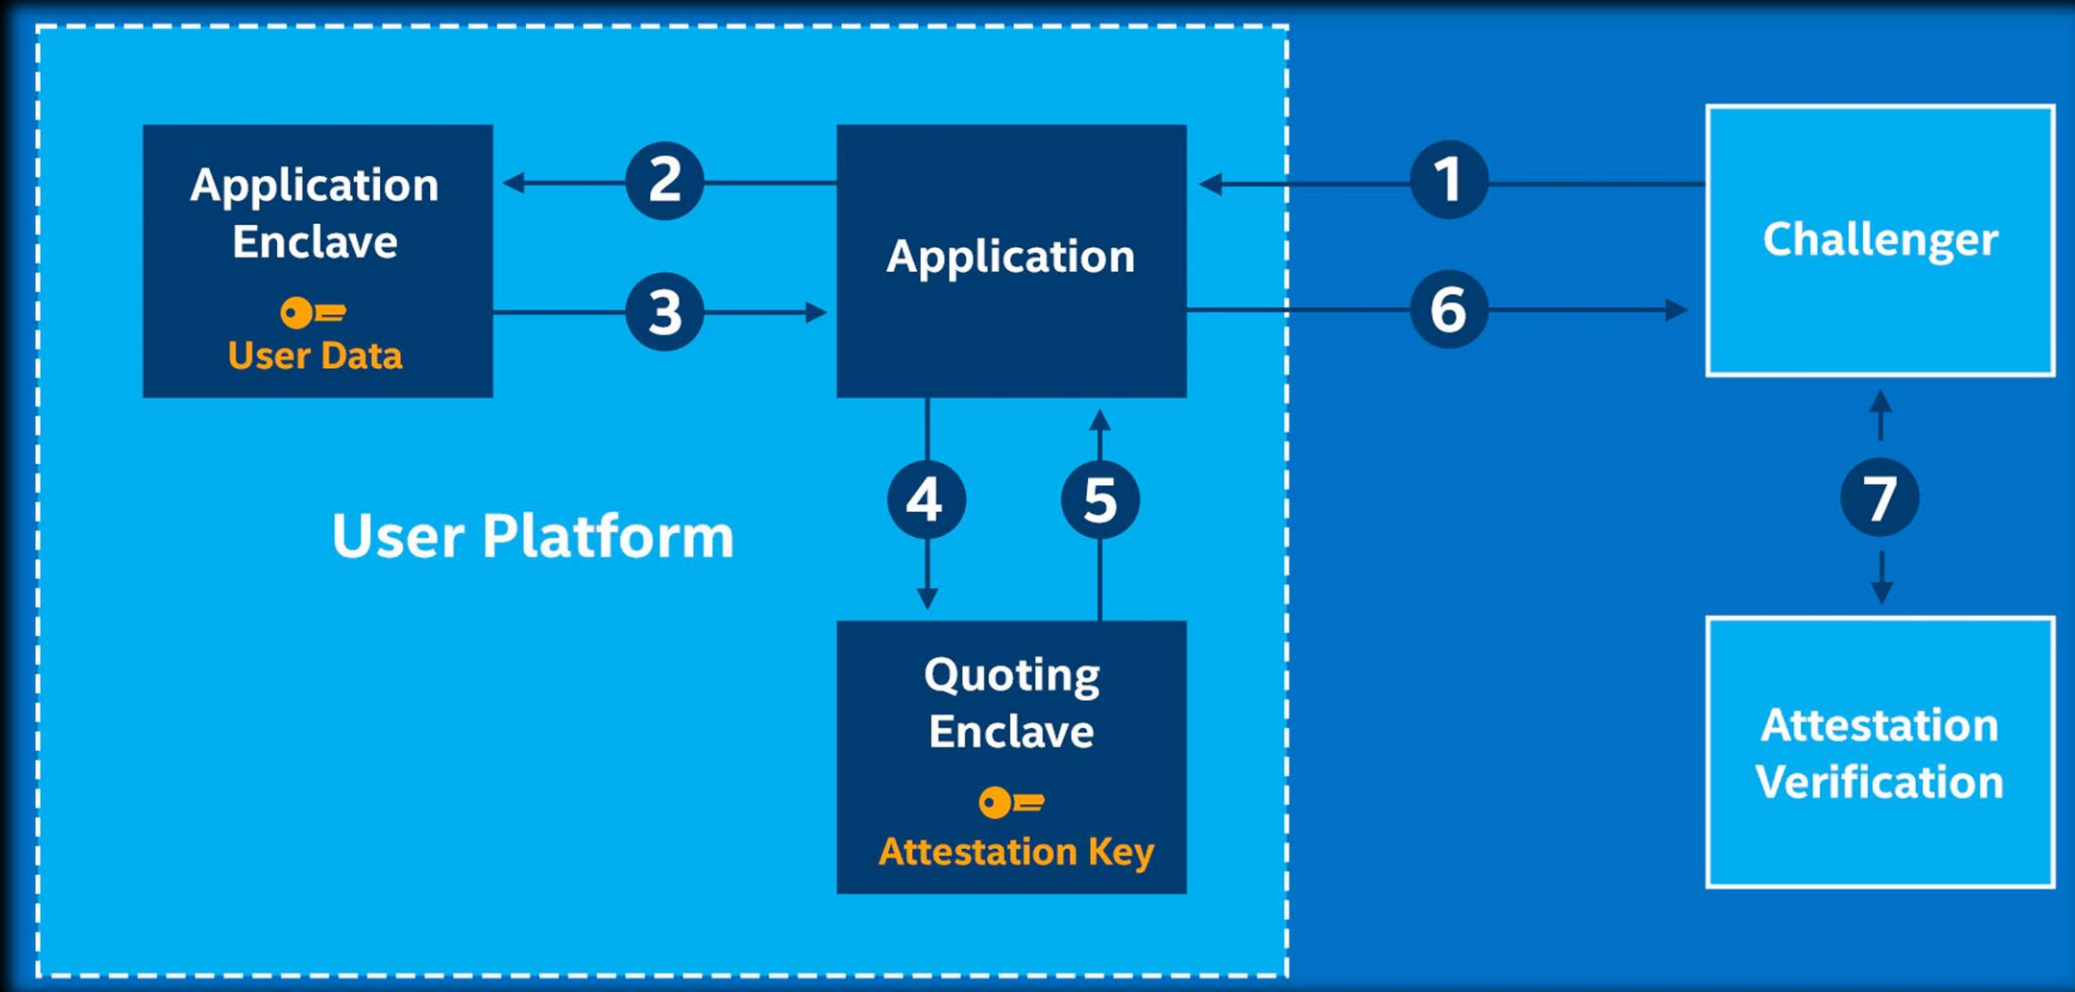 Application
Enclave
User Data
2
3
Application
1
6
Challenger
User Platform
4
5
7
Quoting
Enclave
Attestation Key
Attestation
Verification